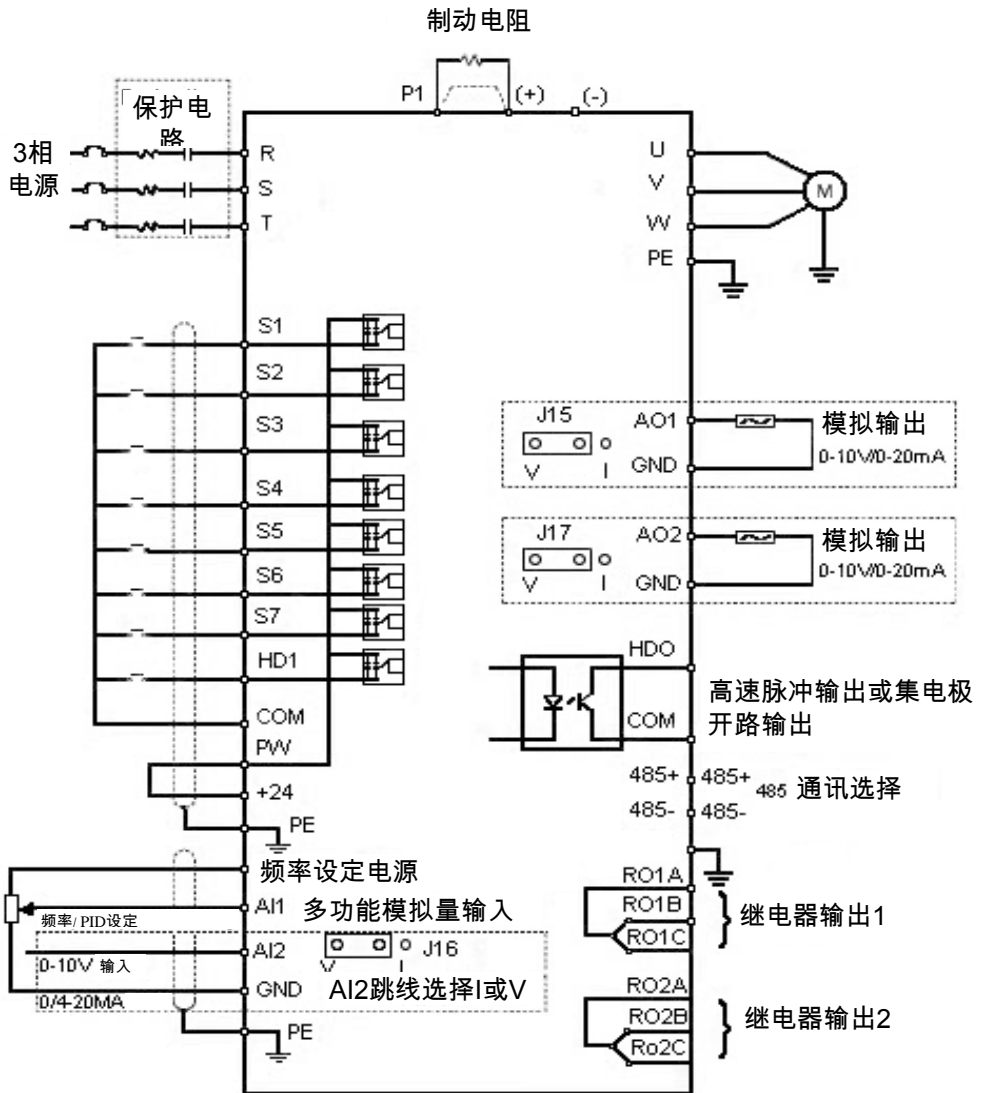 制动电阻
P1 (+) (-)
保护电
路
3相
电源
R
S
T
U
V
W
PE
M
S1
S2
S3
S4
S5
S6
S7
HD1
COM
PW
+24
PE
J15
V I
AO1
GND
模拟输出
0-10V/0-20mA
J17
V I
AO2
GND
模拟输出
0-10V/0-20mA
HDO
COM
高速脉冲输出或集电极
开路输出
485+ 485+
485- 485-
485 通讯选择
频率设定电源
AI1 多功能模拟量输入
频率/ PID设定
AI2
J16
V I
0-10V 输入
GND
AI2跳线选择I或V
0/4-20MA
PE
RO1A
RO1B
RO1C
继电器输出1
RO2A
RO2B
Ro2C
继电器输出2